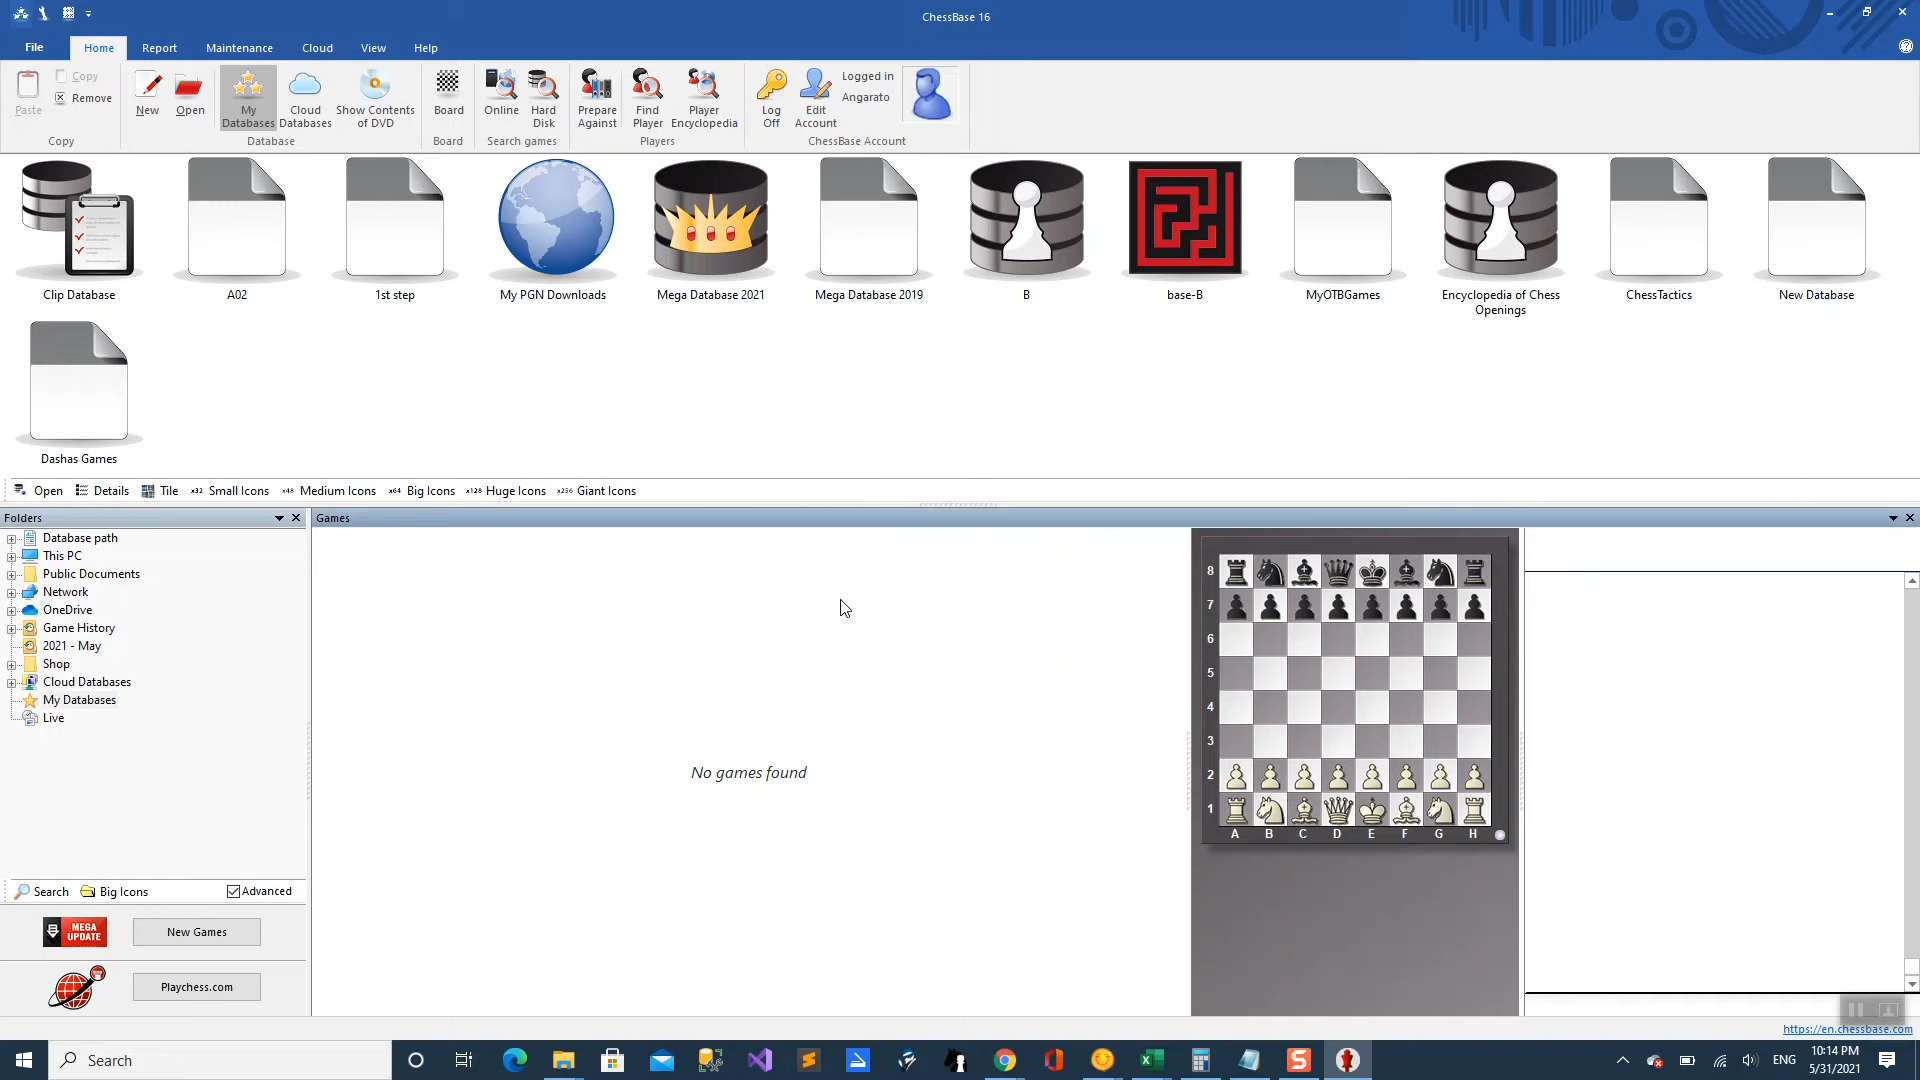 ChessBase 16
File Home Report Maintenance Cloud View Help
Paste Copy Remove New Open My Databases Cloud Databases Show Contents of DVD Board Online Hard Disk Prepare Against Find Player Player Encyclopedia Log Off Edit Account Logged in Angarato
Copy Database Board Search games Players ChessBase Account
Clip Database A02 1st step My PGN Downloads Mega Database 2021 Mega Database 2019 B base-B MyOTBGames Encyclopedia of Chess Openings ChessTactics New Database
Dashas Games
Open Details Tile x32 Small Icons x48 Medium Icons x64 Big Icons x128 Huge Icons x256 Giant Icons
Folders Games
Database path
This PC
Public Documents
Network
OneDrive
Game History
2021 - May
Shop
Cloud Databases
My Databases
Live
No games found
8
7
6
5
4
3
2
1
A B C D E F G H
Search Big Icons Advanced
MEGA UPDATE New Games
Playchess.com
https://en.chessbase.com
Search ENG 10:14 PM
5/31/2021